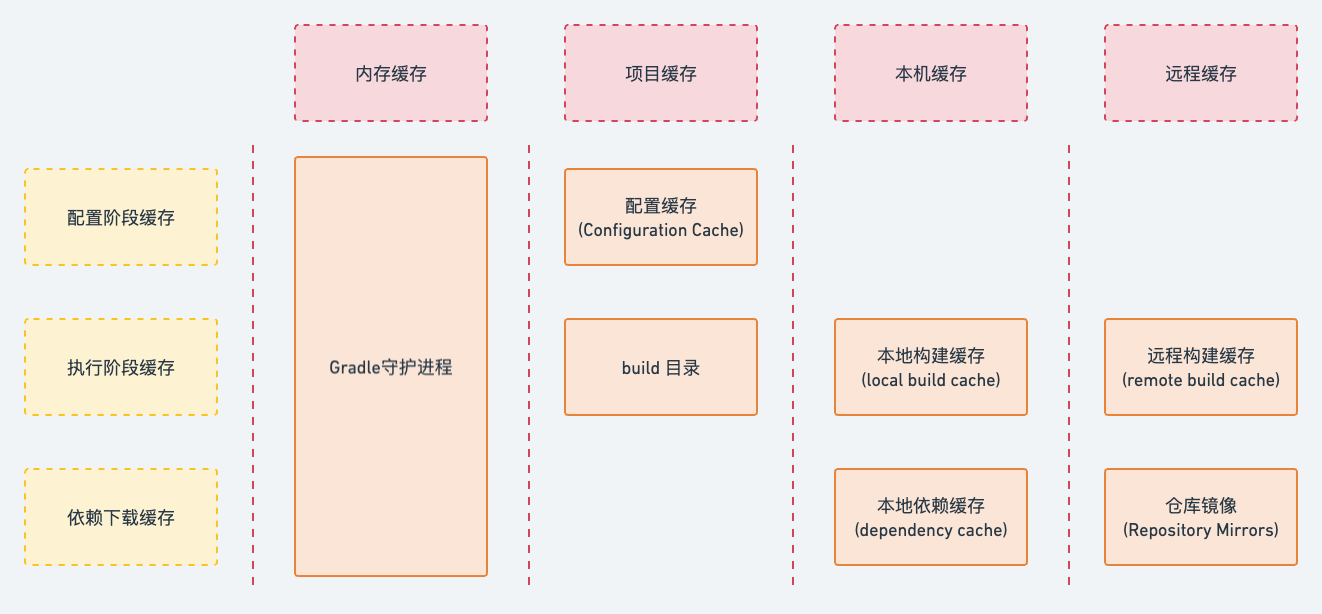 内存缓存
项目缓存
本机缓存
远程缓存
配置阶段缓存
配置缓存
(Configuration Cache)
执行阶段缓存
Gradle守护进程
build 目录
本地构建缓存
(local build cache)
远程构建缓存
(remote build cache)
依赖下载缓存
本地依赖缓存
(dependency cache)
仓库镜像
(Repository Mirrors)